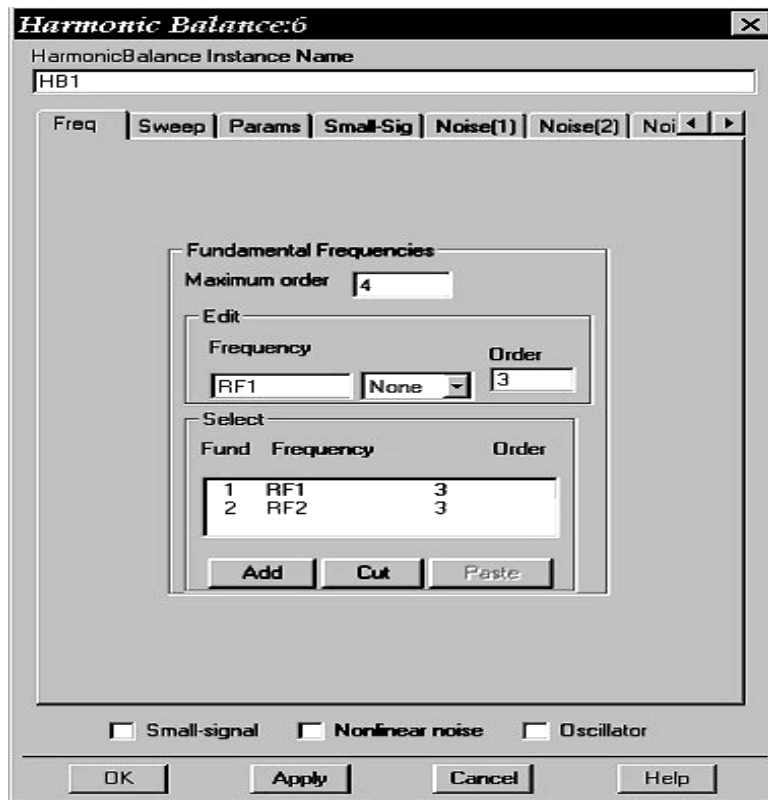 Harmonic Balance:6
HarmonicBalance Instance Name
HB1
Freq Sweep Params Small-Sig Noise(1) Noise(2) Noi
Fundamental Frequencies
Maximum order 4
Edit
Frequency Order
RF1 None 3
Select
Fund Frequency Order
1 RF1 3
2 RF2 3
Add Cut Paste
Small-signal Nonlinear noise Oscillator
OK Apply Cancel Help